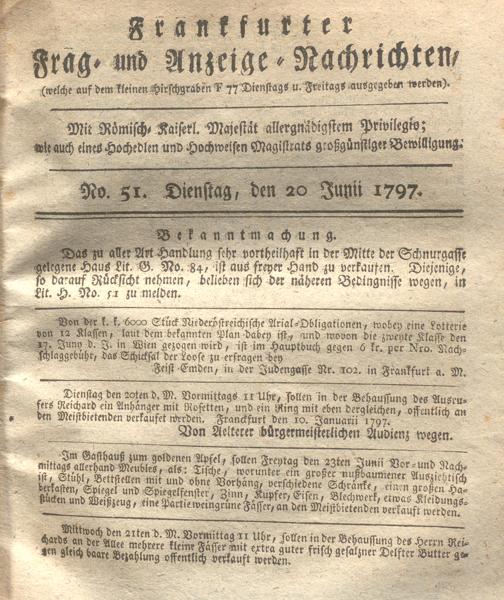 Frankfurter
Frag- und Anzeige-Nachrichten,
(welche auf dem kleinen Hirschgraben F 77 Dienstags u. Freitags ausgegeben werden).
Mit Römisch-Kaiserl. Majestät allergnädigstem Privilegio;
wie auch eines Hochedlen und Hochweisen Magistrats großgünstiger Bewilligung.
No. 51. Dienstag, den 20 Junii 1797.
Bekanntmachung.
Das zu aller Art Handlung sehr vortheilhaft in der Mitte der Schnurgasse
gelegene Haus Lit. G. No. 84, ist aus freyer Hand zu verkaufen. Diejenige,
so darauf Rücksicht nehmen, belieben sich der näheren Bedingnisse wegen, in
Lit. H. No. 51 zu melden.
Von der k. k. 6000 Stück Niederöstreichische Arial-Obligationen, wobey eine Lotterie
von 12 Klassen, laut dem bekannten Plan dabey ist, und wovon die zweyte Klasse den
17. Juny d. J. in Wien gezogen wird, ist im Hauptbuch gegen 6 kr. per Nro. Nach-
schlaggebühr, das Schicksal der Loose zu erfragen bey
Feist Emden, in der Judengasse Nr. 102. in Frankfurt a. M.
Dienstag den 20ten d. M. Vormittags 11 Uhr, sollen in der Behaussung des Ausru-
fers Reichard ein Anhänger mit Rosetten, und ein Ring mit eben dergleichen, offentlich an
den Meistbietenden verkaufet werden. Franckfurt den 10. Januarii 1797.
Von Aelterer bürgermeisterlichen Audienz wegen.
Im Gasthauß zum goldenen Apfel, sollen Freytag den 23ten Junii Vor- und Nach-
mittags allerhand Meubles, als: Tische, worunter ein großer nußbaumener Ausziehtisch
ist, Stühl, Bettstellen mit und ohne Vorhäng, verschiedene Schränke, einen großen Ha-
berkasten, Spiegel und Spiegelfenster, Zinn, Kupfer, Eisen, Blechwerk, etwas Kleidungs-
stücken und Weißzeug, eine Partie weingrüne Fässer, an den Meistbietenden verkauft werden.
Mittwoch den 21ten d. M. Vormittag 11 Uhr, sollen in der Behaussung des Herrn Rei-
chards an der Allee mehrere kleine Fässer mit extra guter frisch gesalzner Delfter Butter ge-
gen gleich baare Bezahlung offentlich verkauft werden.